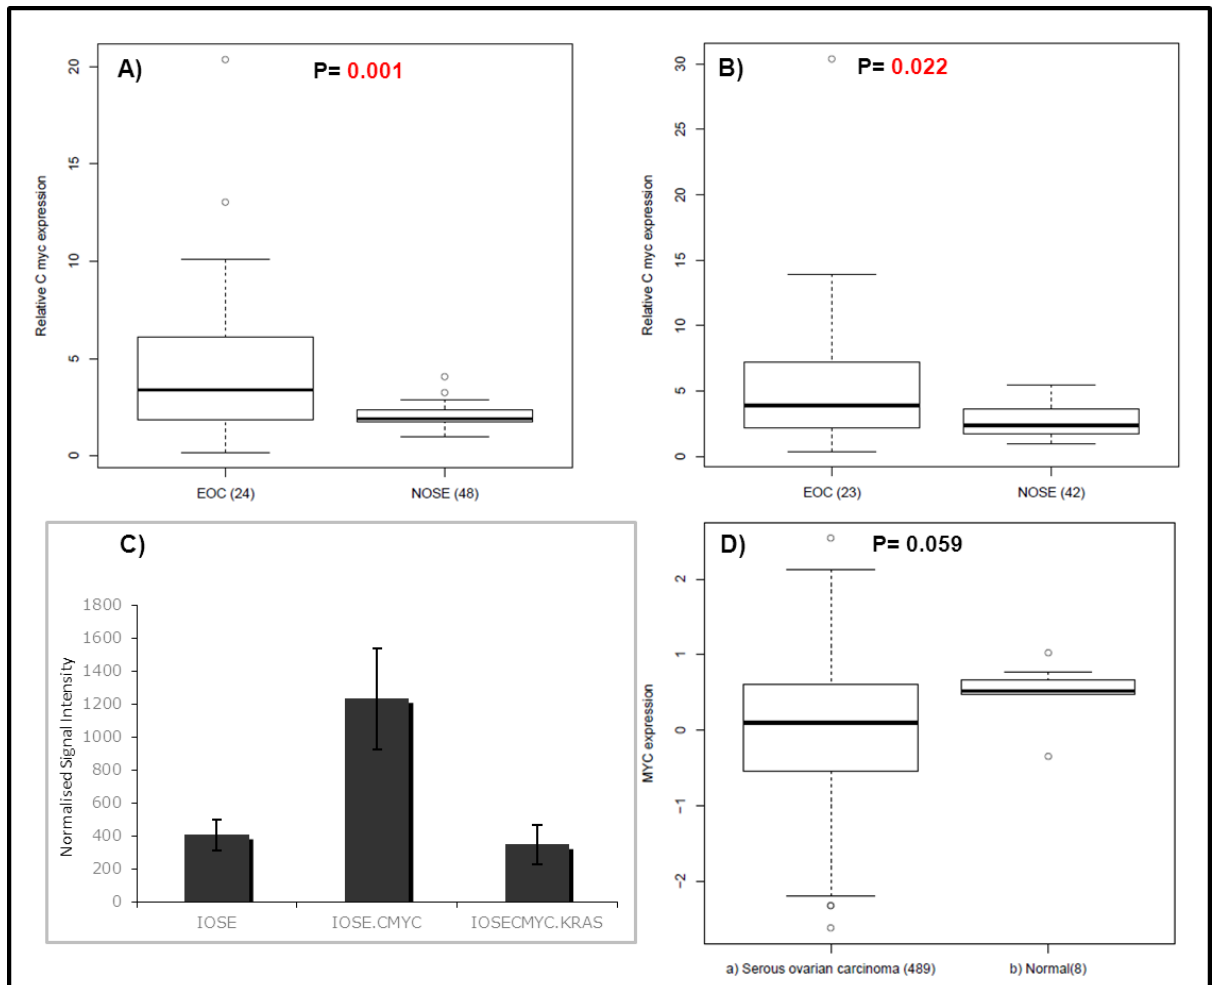 A)
P= 0.001
20
15
10
5
0
Relative C myc expression
EOC (24)
NOSE (48)
B)
P= 0.022
30
25
20
15
10
5
0
Relative C myc expression
EOC (23)
NOSE (42)
C)
1800
1600
1400
1200
1000
800
600
400
200
0
Normalised Signal Intensity
IOSE
IOSE.CMYC
IOSECMYC.KRAS
D)
P= 0.059
2
1
0
−1
−2
MYC expression
a) Serous ovarian carcinoma (489)
b) Normal(8)